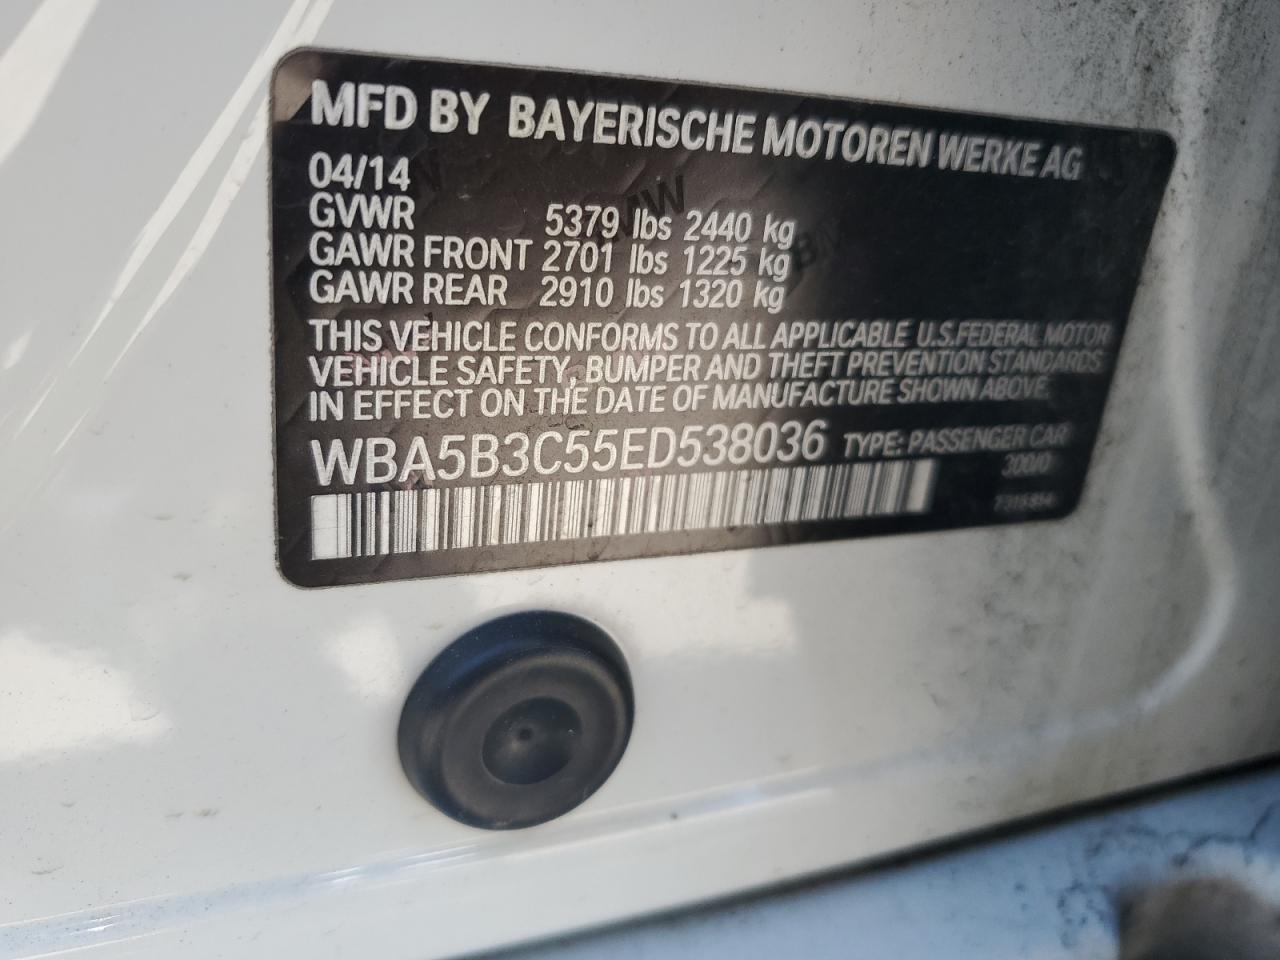 MFD BY BAYERISCHE MOTOREN WERKE AG
04/14
GVWR 5379 lbs 2440 kg
GAWR FRONT 2701 lbs 1225 kg
GAWR REAR 2910 lbs 1320 kg
THIS VEHICLE CONFORMS TO ALL APPLICABLE U.S.FEDERAL MOTOR
VEHICLE SAFETY, BUMPER AND THEFT PREVENTION STANDARDS
IN EFFECT ON THE DATE OF MANUFACTURE SHOWN ABOVE.
WBA5B3C55ED538036 TYPE: PASSENGER CAR
300/0